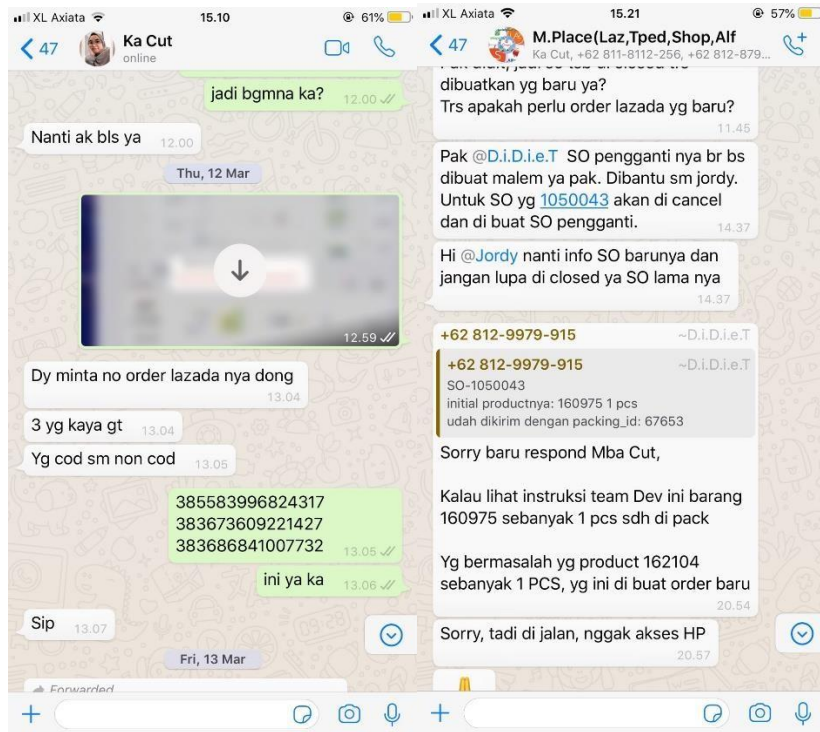 XL Axiata 15.10 61%
47 Ka Cut
online
jadi bgmna ka? 12.00
Nanti ak bls ya 12.00
Thu, 12 Mar
12.59
Dy minta no order lazada nya dong
13.04
3 yg kaya gt 13.04
Yg cod sm non cod 13.05
385583996824317
383673609221427
383686841007732 13.05
ini ya ka 13.06
Sip 13.07
Fri, 13 Mar
Forwarded
XL Axiata 15.21 57%
47 M.Place(Laz,Tped,Shop,Alf
Ka Cut, +62 811-8112-256, +62 812-879...
dibuatkan yg baru ya?
Trs apakah perlu order lazada yg baru?
11.45
Pak @D.i.D.i.e.T SO pengganti nya br bs
dibuat malem ya pak. Dibantu sm jordy.
Untuk SO yg 1050043 akan di cancel
dan di buat SO pengganti. 14.37
Hi @Jordy nanti info SO barunya dan
jangan lupa di closed ya SO lama nya
14.37
+62 812-9979-915 ~D.i.D.i.e.T
+62 812-9979-915 ~D.i.D.i.e.T
SO-1050043
initial productnya: 160975 1 pcs
udah dikirim dengan packing_id: 67653
Sorry baru respond Mba Cut,
Kalau lihat instruksi team Dev ini barang
160975 sebanyak 1 pcs sdh di pack
Yg bermasalah yg product 162104
sebanyak 1 PCS, yg ini di buat order baru
20.54
Sorry, tadi di jalan, nggak akses HP
20.57